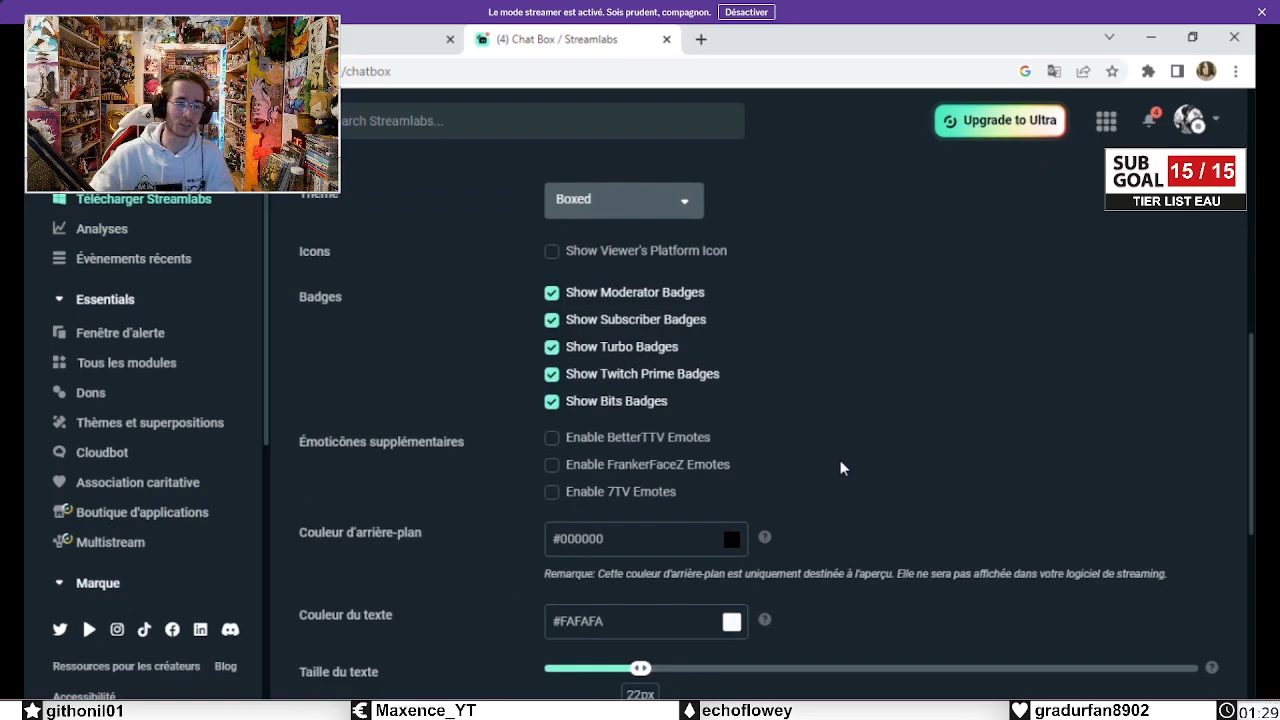 Le mode streamer est activé. Sois prudent, compagnon. Désactiver
(4) Chat Box / Streamlabs
/chatbox
arch Streamlabs...
Upgrade to Ultra
4
SUB GOAL 15 / 15
TIER LIST EAU
Télécharger Streamlabs
Analyses
Évènements récents
Essentials
Fenêtre d'alerte
Tous les modules
Dons
Thèmes et superpositions
Cloudbot
Association caritative
Boutique d'applications
Multistream
Marque
Ressources pour les créateurs Blog
Accessibilité
Boxed
Icons
Show Viewer's Platform Icon
Badges
Show Moderator Badges
Show Subscriber Badges
Show Turbo Badges
Show Twitch Prime Badges
Show Bits Badges
Émoticônes supplémentaires
Enable BetterTTV Emotes
Enable FrankerFaceZ Emotes
Enable 7TV Emotes
Couleur d'arrière-plan
#000000
Remarque: Cette couleur d'arrière-plan est uniquement destinée à l'aperçu. Elle ne sera pas affichée dans votre logiciel de streaming.
Couleur du texte
#FAFAFA
Taille du texte
22px
githonil01 Maxence_YT echoflowey gradurfan8902 01:29